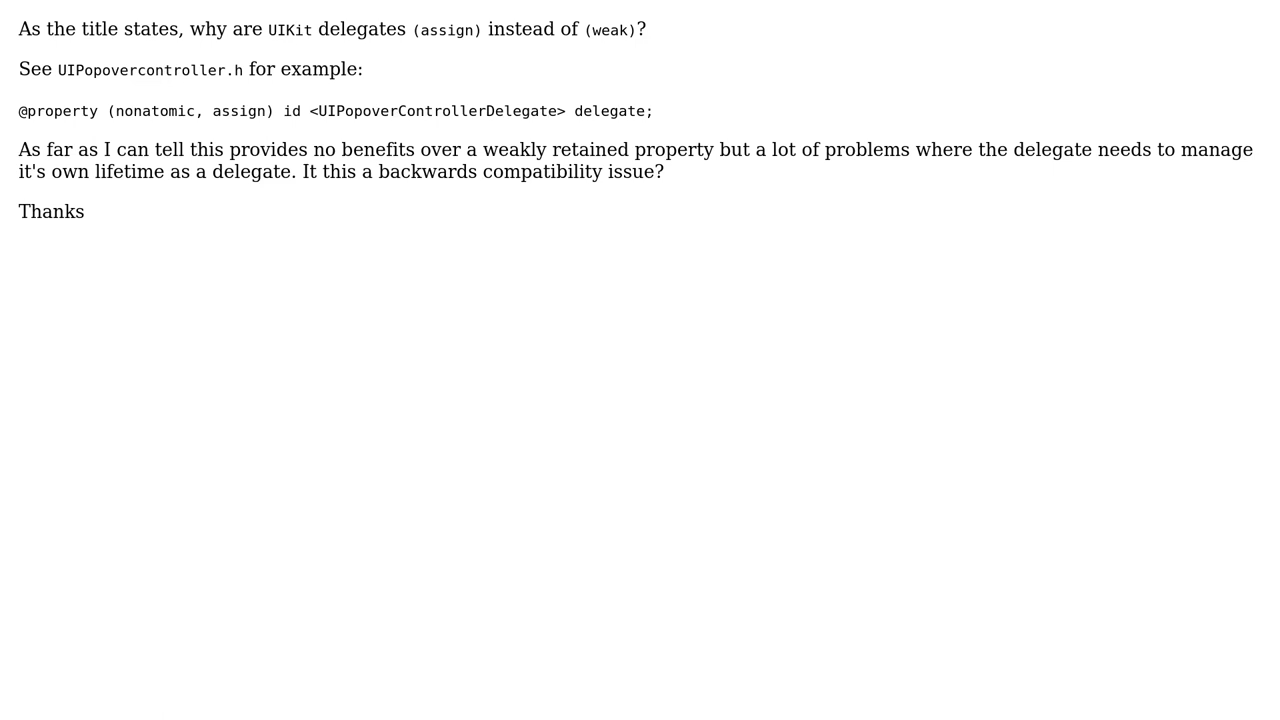 As the title states, why are UIKit delegates (assign) instead of (weak)?
See UIPopovercontroller.h for example:
@property (nonatomic, assign) id <UIPopoverControllerDelegate> delegate;
As far as I can tell this provides no benefits over a weakly retained property but a lot of problems where the delegate needs to manage
it's own lifetime as a delegate. It this a backwards compatibility issue?
Thanks